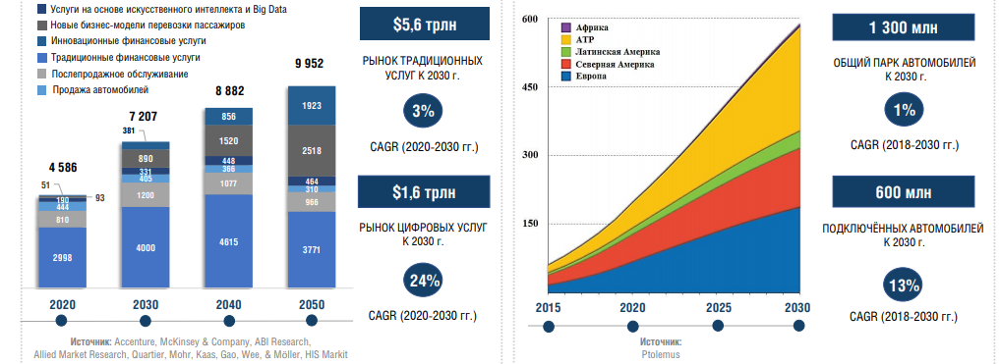 Услуги на основе искусственного интеллекта и Big Data
Новые бизнес-модели перевозки пассажиров
Инновационные финансовые услуги
Традиционные финансовые услуги
Послепродажное обслуживание
Продажа автомобилей
4 586
51
93
190
444
810
2998
7 207
381
890
331
405
1200
4000
8 882
856
1520
448
366
1077
4615
9 952
1923
2518
464
310
966
3771
2020
2030
2040
2050
Источник: Accenture, McKinsey & Company, ABI Research,
Allied Market Research, Quartier, Mohr, Kaas, Gao, Wee, & Möller, HIS Markit
$5,6 трлн
РЫНОК ТРАДИЦИОННЫХ
УСЛУГ К 2030 г.
3%
CAGR (2020-2030 гг.)
$1,6 трлн
РЫНОК ЦИФРОВЫХ УСЛУГ
К 2030 г.
24%
CAGR (2020-2030 гг.)
600
450
300
150
Африка
АТР
Латинская Америка
Северная Америка
Европа
2015
2020
2025
2030
Источник:
Ptolemus
1 300 млн
ОБЩИЙ ПАРК АВТОМОБИЛЕЙ
К 2030 г.
1%
CAGR (2018-2030 гг.)
600 млн
ПОДКЛЮЧЁННЫХ АВТОМОБИЛЕЙ
К 2030 г.
13%
CAGR (2018-2030 гг.)